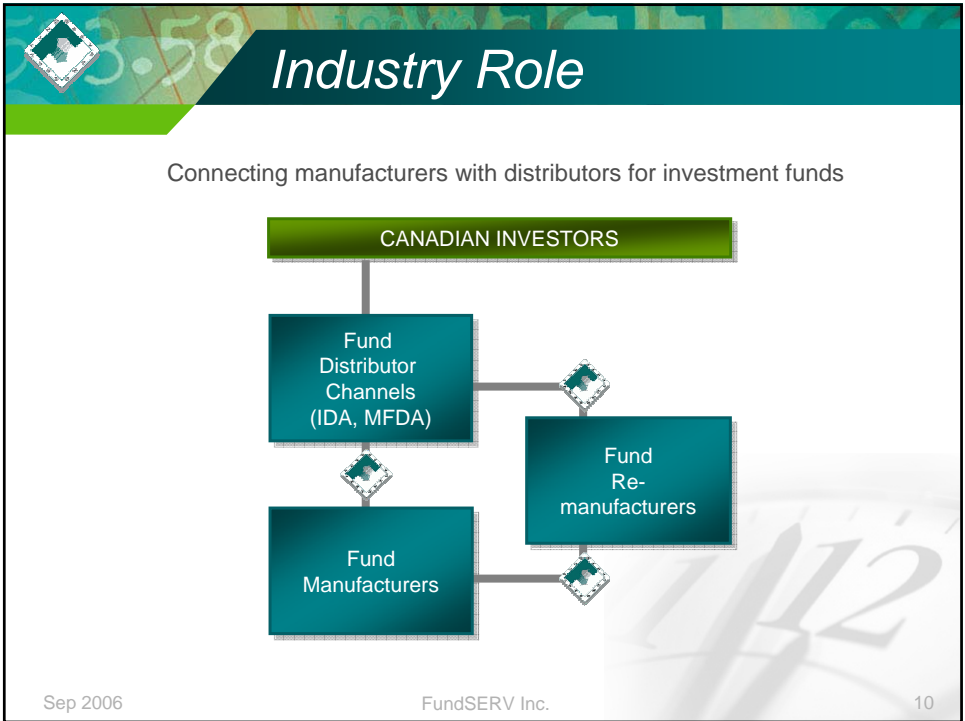 Industry Role
Connecting manufacturers with distributors for investment funds
CANADIAN INVESTORS
Fund
Distributor
Channels
(IDA, MFDA)
Fund
Re-
manufacturers
Fund
Manufacturers
Sep 2006
FundSERV Inc.
10